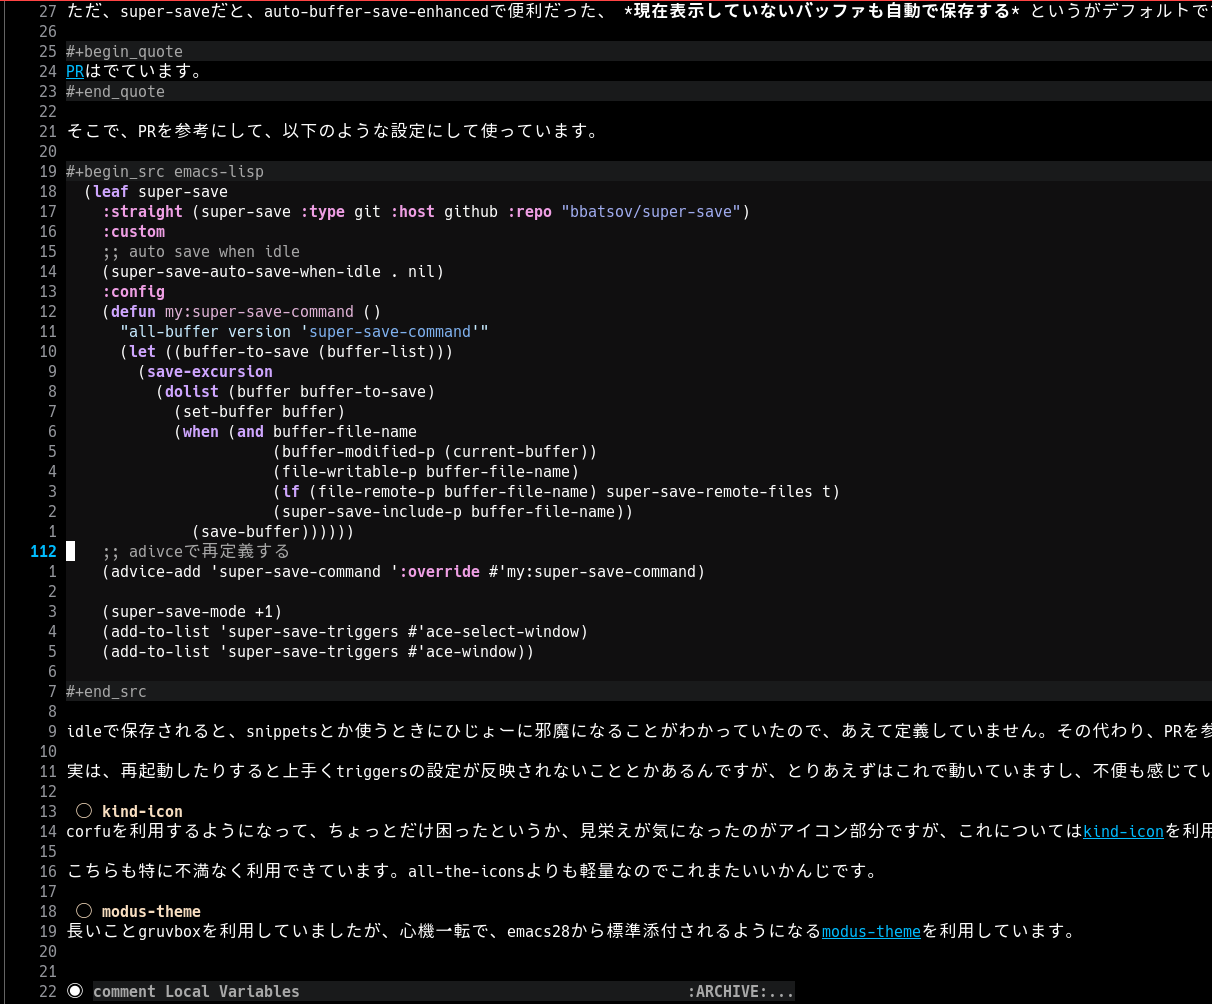 27 ただ、super-saveだと、auto-buffer-save-enhancedで便利だった、 *現在表示していないバッファも自動で保存する* というがデフォルトで
26
25 #+begin_quote
24 PRはでています。
23 #+end_quote
22
21 そこで、PRを参考にして、以下のような設定にして使っています。
20
19 #+begin_src emacs-lisp
18 (leaf super-save
17 :straight (super-save :type git :host github :repo "bbatsov/super-save")
16 :custom
15 ;; auto save when idle
14 (super-save-auto-save-when-idle . nil)
13 :config
12 (defun my:super-save-command ()
11 "all-buffer version 'super-save-command'"
10 (let ((buffer-to-save (buffer-list)))
9 (save-excursion
8 (dolist (buffer buffer-to-save)
7 (set-buffer buffer)
6 (when (and buffer-file-name
5 (buffer-modified-p (current-buffer))
4 (file-writable-p buffer-file-name)
3 (if (file-remote-p buffer-file-name) super-save-remote-files t)
2 (super-save-include-p buffer-file-name))
1 (save-buffer))))))
112 ;; adivceで再定義する
1 (advice-add 'super-save-command ':override #'my:super-save-command)
2
3 (super-save-mode +1)
4 (add-to-list 'super-save-triggers #'ace-select-window)
5 (add-to-list 'super-save-triggers #'ace-window))
6
7 #+end_src
8
9 idleで保存されると、snippetsとか使うときにひじょーに邪魔になることがわかっていたので、あえて定義していません。その代わり、PRを参
10
11 実は、再起動したりすると上手くtriggersの設定が反映されないこととかあるんですが、とりあえずはこれで動いていますし、不便も感じてい
12
13 ○ kind-icon
14 corfuを利用するようになって、ちょっとだけ困ったというか、見栄えが気になったのがアイコン部分ですが、これについてはkind-iconを利用
15
16 こちらも特に不満なく利用できています。all-the-iconsよりも軽量なのでこれまたいいかんじです。
17
18 ○ modus-theme
19 長いことgruvboxを利用していましたが、心機一転で、emacs28から標準添付されるようになるmodus-themeを利用しています。
20
21
22 ◉ comment Local Variables :ARCHIVE:...